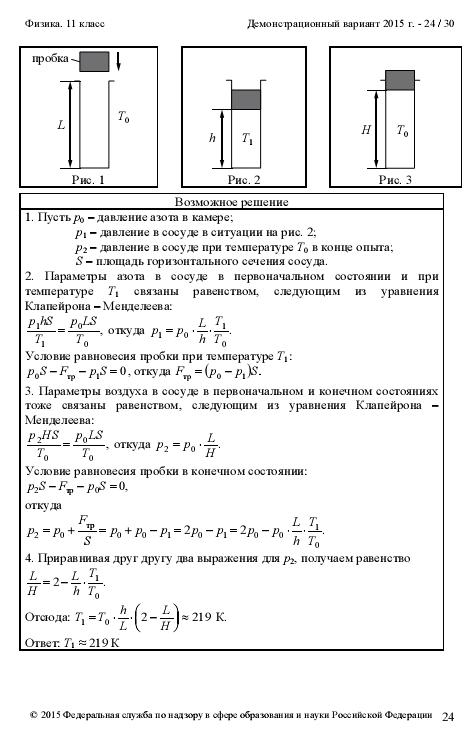 Физика. 11 класс Демонстрационный вариант 2015 г. - 24 / 30
пробка
L
T₀
Рис. 1
h
T₁
Рис. 2
H
T₀
Рис. 3
Возможное решение
1. Пусть p₀ – давление азота в камере;
p₁ – давление в сосуде в ситуации на рис. 2;
p₂ – давление в сосуде при температуре T₀ в конце опыта;
S – площадь горизонтального сечения сосуда.
2. Параметры азота в сосуде в первоначальном состоянии и при
температуре T₁ связаны равенством, следующим из уравнения
Клапейрона – Менделеева:
p₁hS/T₁ = p₀LS/T₀, откуда p₁ = p₀ · L/h · T₁/T₀.
Условие равновесия пробки при температуре T₁:
p₀S – Fтр – p₁S = 0, откуда Fтр = (p₀ – p₁)S.
3. Параметры воздуха в сосуде в первоначальном и конечном состояниях
тоже связаны равенством, следующим из уравнения Клапейрона –
Менделеева:
p₂HS/T₀ = p₀LS/T₀, откуда p₂ = p₀ · L/H.
Условие равновесия пробки в конечном состоянии:
p₂S – Fтр – p₀S = 0,
откуда
p₂ = p₀ + Fтр/S = p₀ + p₀ – p₁ = 2p₀ – p₁ = 2p₀ – p₀ · L/h · T₁/T₀.
4. Приравнивая друг другу два выражения для p₂, получаем равенство
L/H = 2 – L/h · T₁/T₀.
Отсюда: T₁ = T₀ · h/L · (2 – L/H) ≈ 219 К.
Ответ: T₁ ≈ 219 К
© 2015 Федеральная служба по надзору в сфере образования и науки Российской Федерации 24